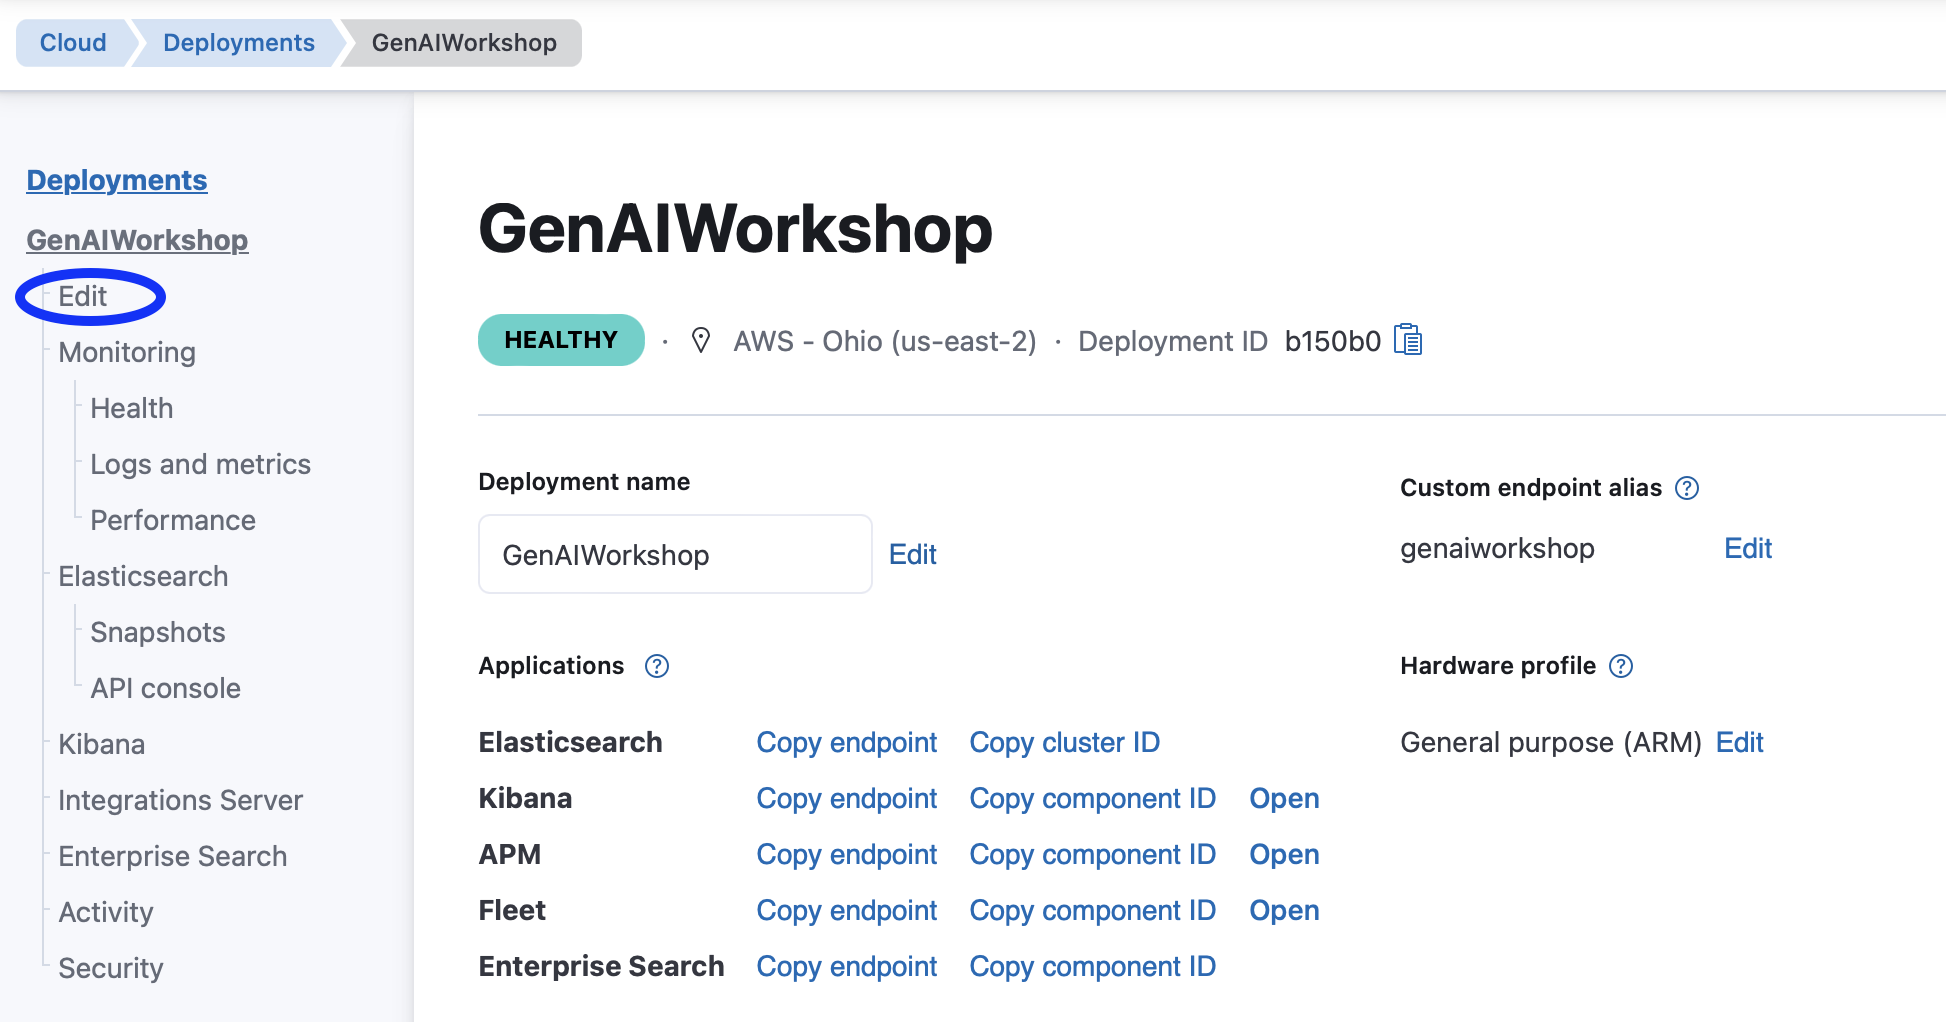 Cloud Deployments GenAIWorkshop
Deployments
GenAIWorkshop
Edit
Monitoring
Health
Logs and metrics
Performance
Elasticsearch
Snapshots
API console
Kibana
Integrations Server
Enterprise Search
Activity
Security
GenAIWorkshop
HEALTHY · AWS - Ohio (us-east-2) · Deployment ID b150b0
Deployment name
GenAIWorkshop Edit
Custom endpoint alias ?
genaiworkshop Edit
Applications ?
Elasticsearch Copy endpoint Copy cluster ID
Kibana Copy endpoint Copy component ID Open
APM Copy endpoint Copy component ID Open
Fleet Copy endpoint Copy component ID Open
Enterprise Search Copy endpoint Copy component ID
Hardware profile ?
General purpose (ARM) Edit